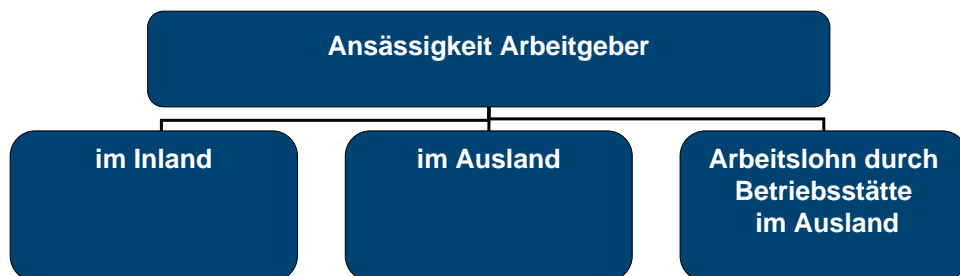 Ansässigkeit Arbeitgeber
im Inland
im Ausland
Arbeitslohn durch
Betriebsstätte
im Ausland